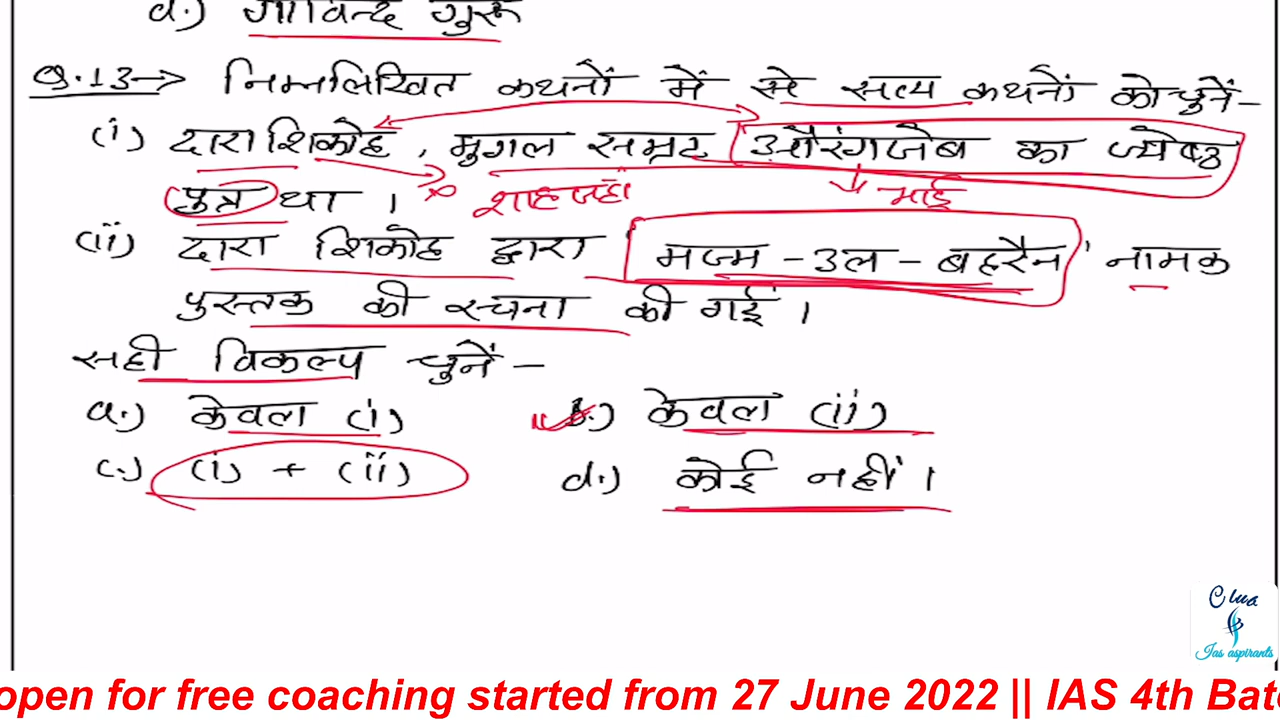 d.) गोविन्द गुरू
Q.13→ निम्नलिखित कथनों में से सत्य कथनों को चुनें-
(i) दारा शिकोह, मुगल सम्राट औरंगजेब का ज्येष्ठ
पुत्र था। × शाहजहाँ भाई
(ii) दारा शिकोह द्वारा 'मज्म-उल-बहरैन' नामक
पुस्तक की रचना की गई।
सही विकल्प चुनें-
a.) केवल (i) b.) केवल (ii)
c.) (i) + (ii) d.) कोई नहीं।
Clua
Ias aspirants
open for free coaching started from 27 June 2022 || IAS 4th Bat